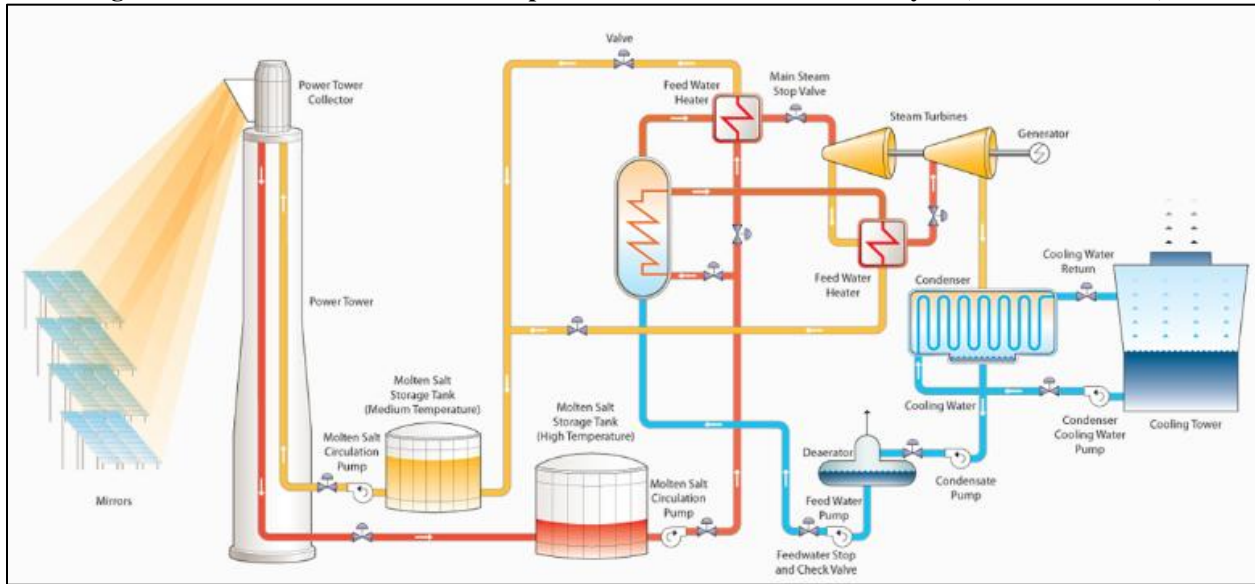 Valve
Power Tower
Collector
Feed Water
Heater
Main Steam
Stop Valve
Steam Turbines
Generator
Power Tower
Feed Water
Heater
Condenser
Cooling Water
Return
Molten Salt
Storage Tank
(Medium Temperature)
Molten Salt
Storage Tank
(High Temperature)
Cooling Water
Condenser
Cooling Water
Pump
Cooling Tower
Molten Salt
Circulation
Pump
Mirrors
Molten Salt
Circulation
Pump
Deaerator
Condensate
Pump
Feed Water
Pump
Feedwater Stop
and Check Valve